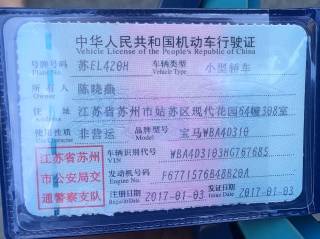 中华人民共和国机动车行驶证
Vehicle License of the People's Republic of China
号牌号码 苏EL420H 车辆类型 小型轿车
Plate No. Vehicle Type
所有人 陈晓燕
Owner
住址 江苏省苏州市姑苏区现代花园64幢308室
Address
使用性质 非营运 品牌型号 宝马WBA4D310
Use Character Model
江苏省苏州市公安局交通警察支队
车辆识别代号 WBA4D3103HG767685
VIN
发动机号码 F6771576B48B20A
Engine No.
注册日期 2017-01-03 发证日期 2017-01-03
Register Date Issue Date